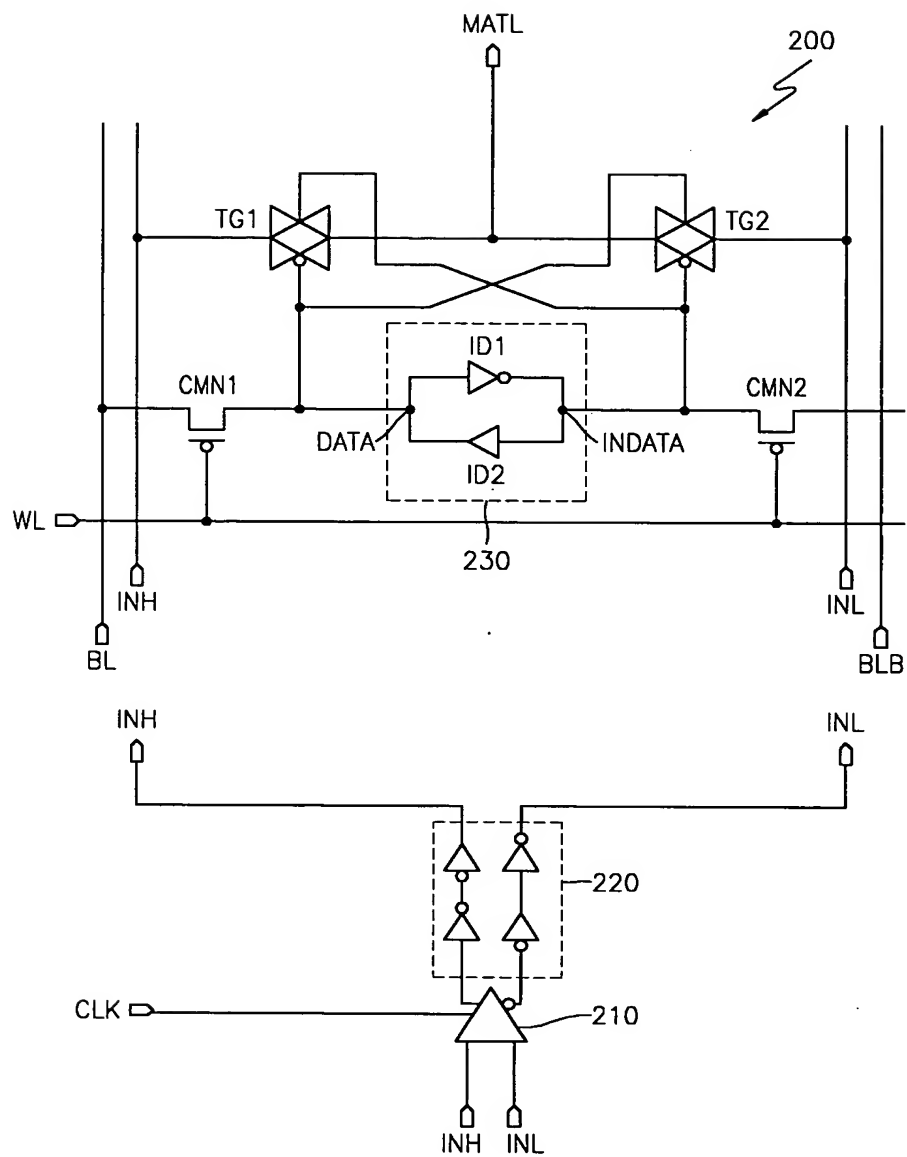 MATL
200
TG1
TG2
ID1
CMN1
CMN2
DATA
INDATA
ID2
WL
230
INH
INL
BL
BLB
INH
INL
220
CLK
210
INH
INL